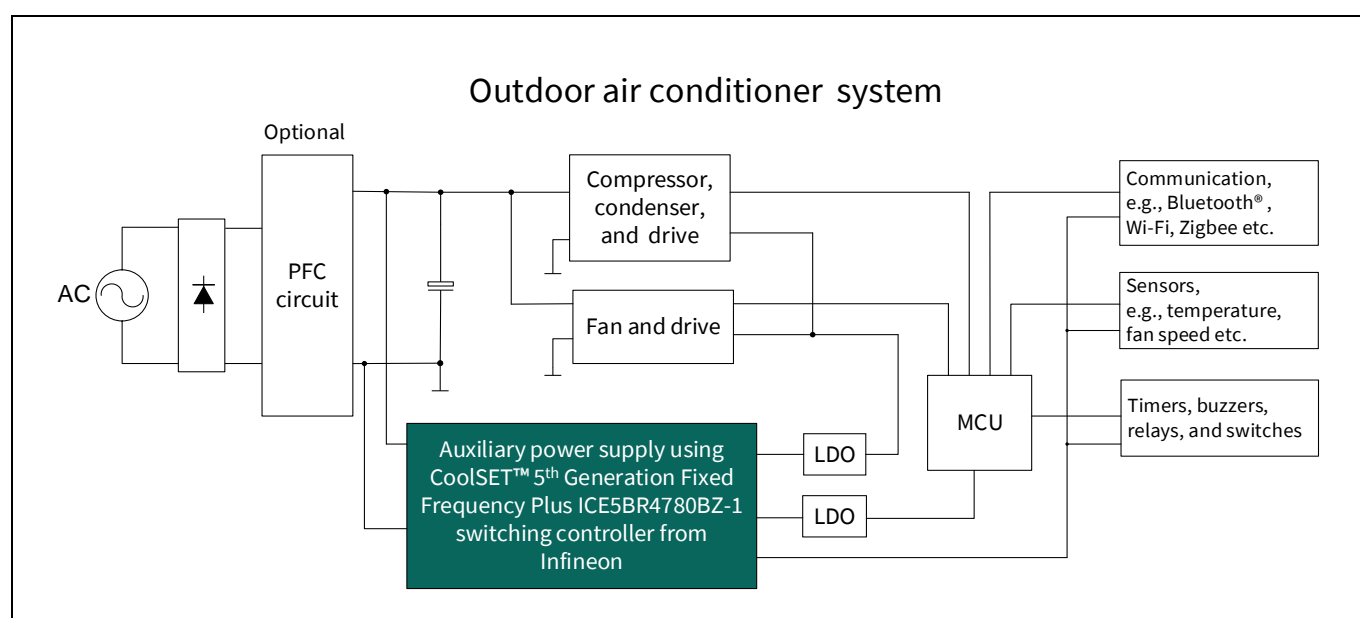 Outdoor air conditioner system
Optional
AC
PFC
circuit
Compressor,
condenser,
and drive
Fan and drive
Auxiliary power supply using
CoolSET™ 5th Generation Fixed
Frequency Plus ICE5BR4780BZ-1
switching controller from
Infineon
LDO
LDO
MCU
Communication,
e.g., Bluetooth® ,
Wi-Fi, Zigbee etc.
Sensors,
e.g., temperature,
fan speed etc.
Timers, buzzers,
relays, and switches